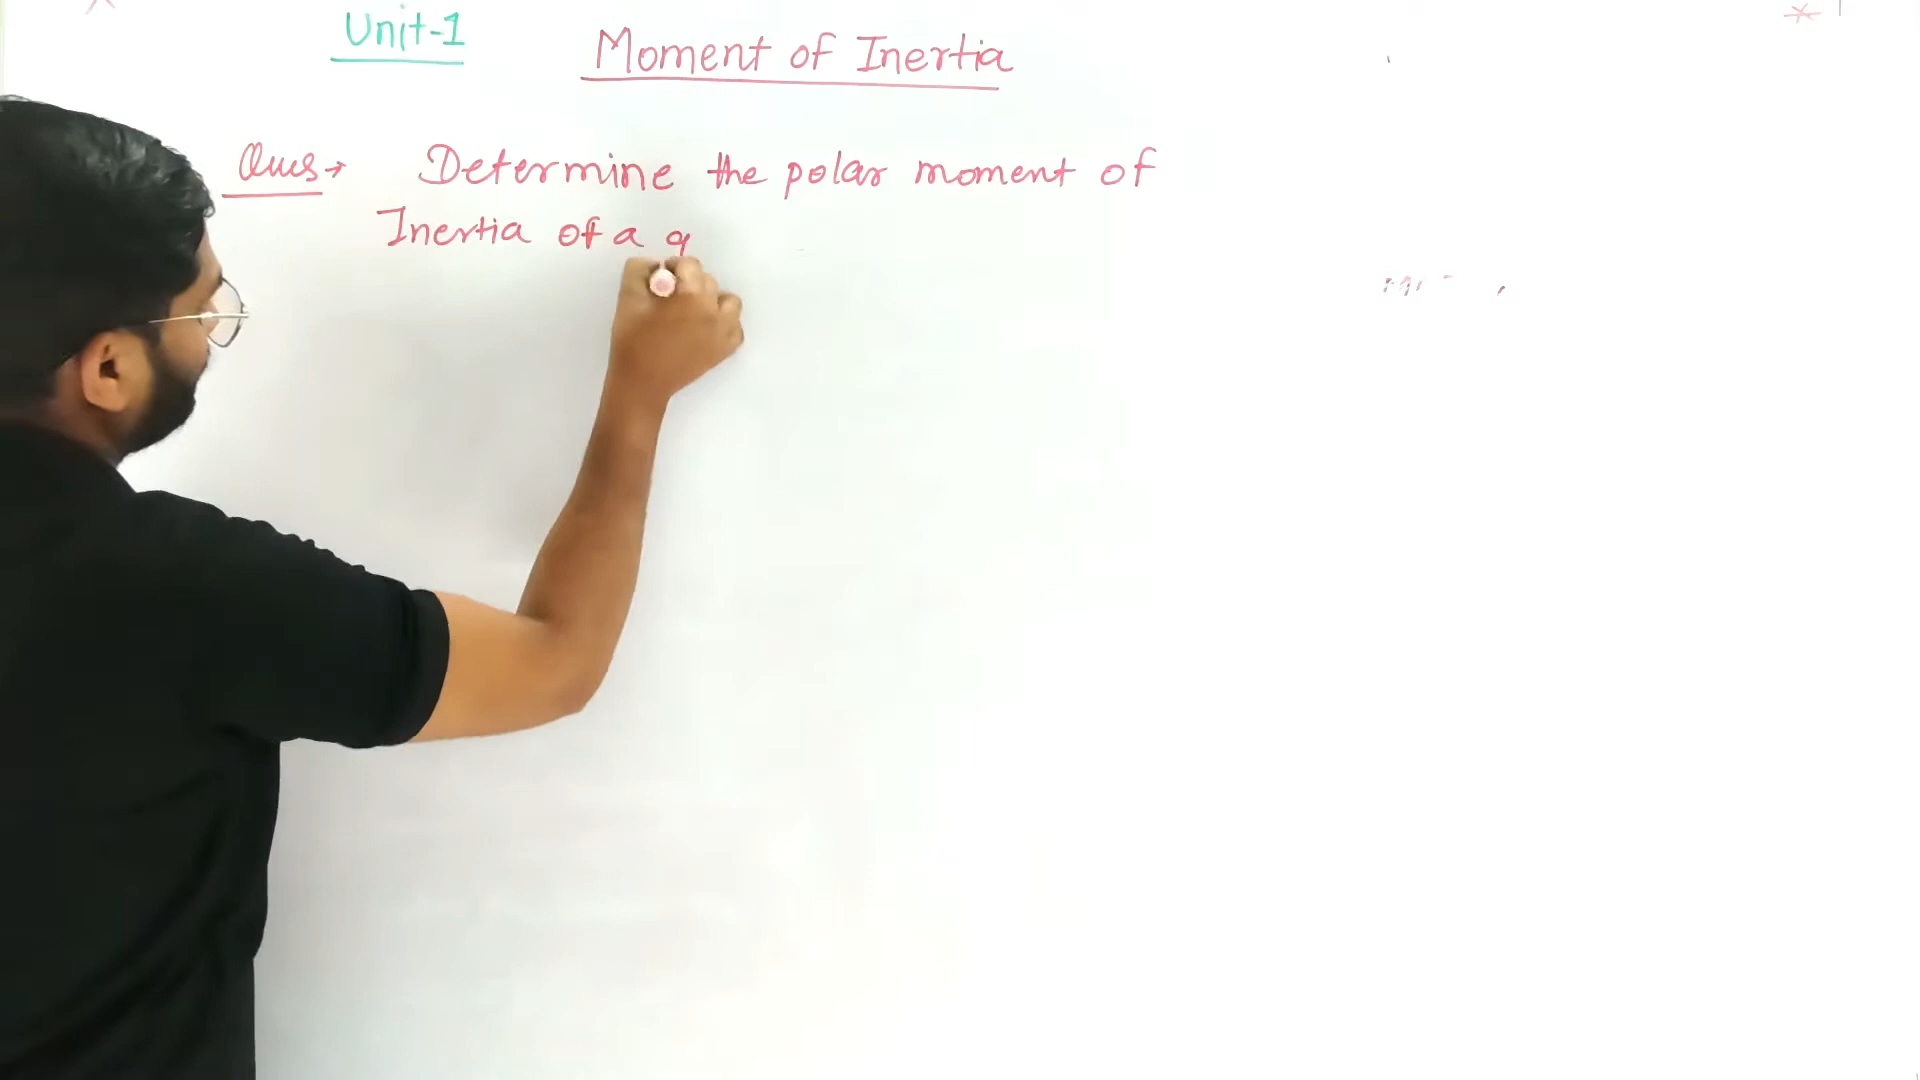 Unit-1
Moment of Inertia
Ques→ Determine the polar moment of
Inertia of a